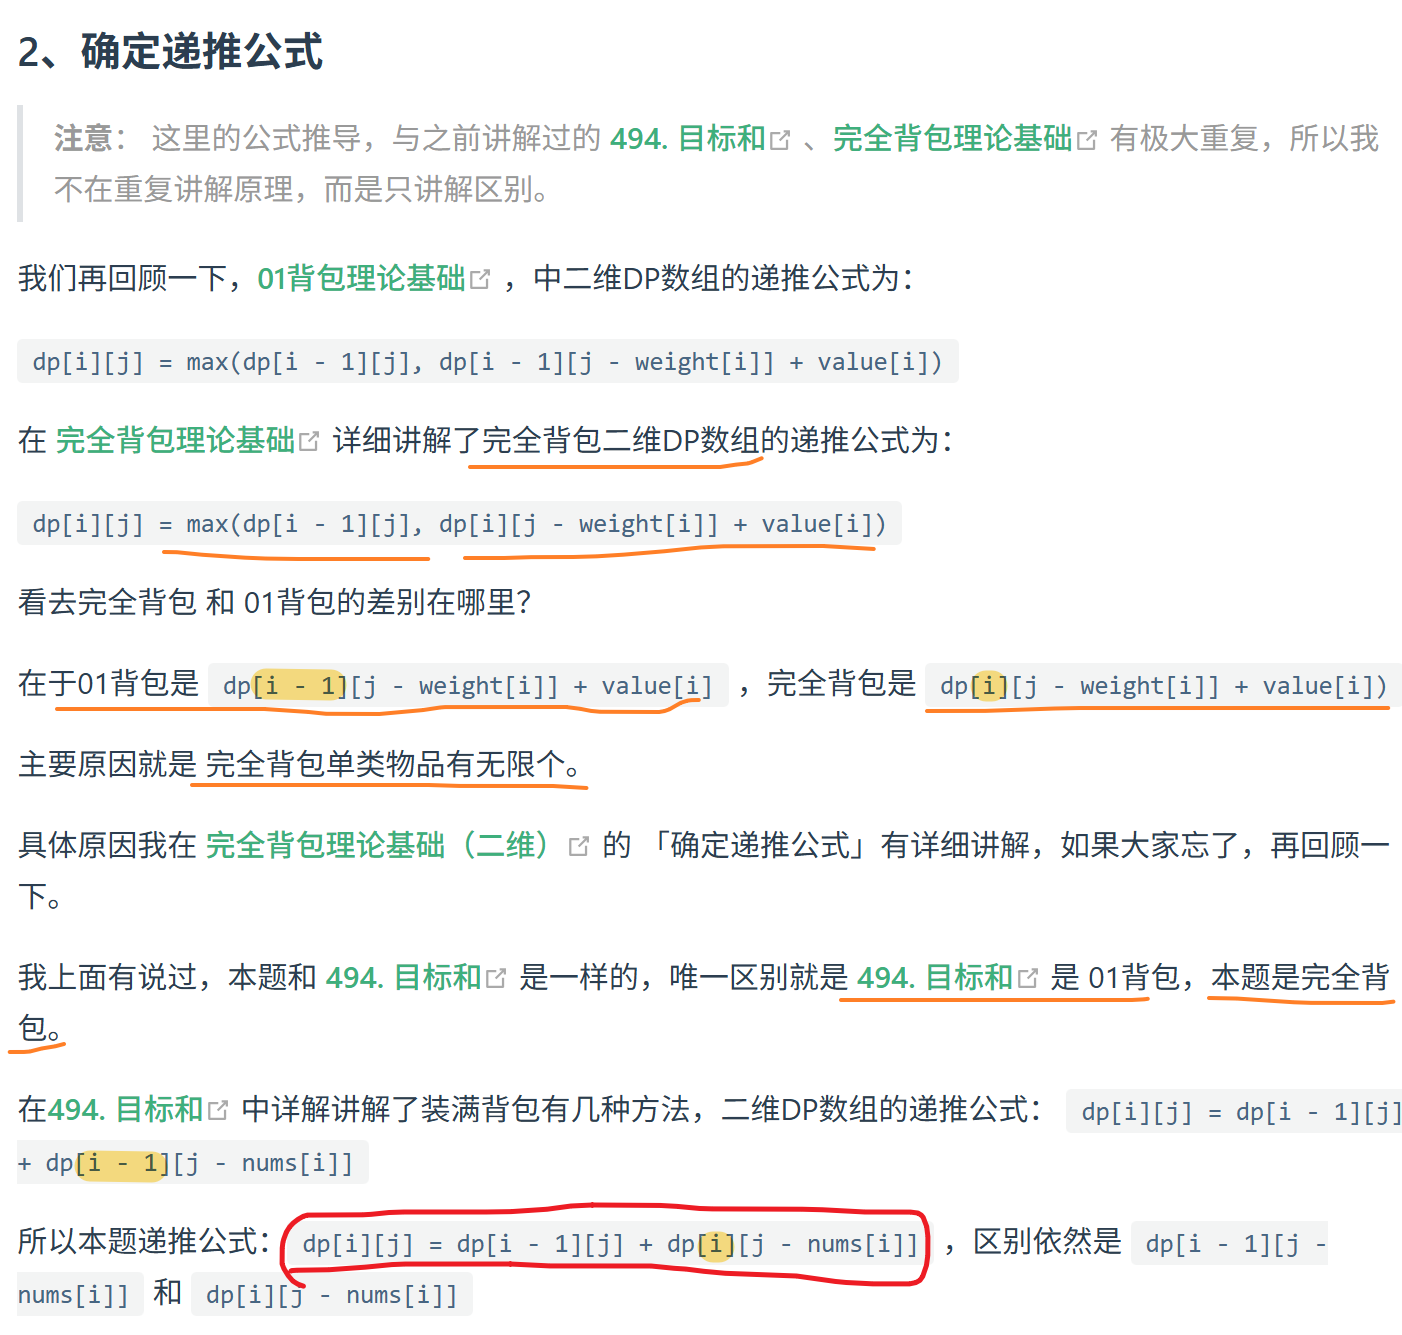 2、确定递推公式
注意： 这里的公式推导，与之前讲解过的 494. 目标和 、完全背包理论基础 有极大重复，所以我
不在重复讲解原理，而是只讲解区别。
我们再回顾一下，01背包理论基础 ，中二维DP数组的递推公式为：
dp[i][j] = max(dp[i - 1][j], dp[i - 1][j - weight[i]] + value[i])
在 完全背包理论基础 详细讲解了完全背包二维DP数组的递推公式为：
dp[i][j] = max(dp[i - 1][j], dp[i][j - weight[i]] + value[i])
看去完全背包 和 01背包的差别在哪里？
在于01背包是 dp[i - 1][j - weight[i]] + value[i] ，完全背包是 dp[i][j - weight[i]] + value[i])
主要原因就是 完全背包单类物品有无限个。
具体原因我在 完全背包理论基础（二维） 的 「确定递推公式」有详细讲解，如果大家忘了，再回顾一
下。
我上面有说过，本题和 494. 目标和 是一样的，唯一区别就是 494. 目标和 是 01背包，本题是完全背
包。
在494. 目标和 中详解讲解了装满背包有几种方法，二维DP数组的递推公式： dp[i][j] = dp[i - 1][j]
+ dp[i - 1][j - nums[i]]
所以本题递推公式： dp[i][j] = dp[i - 1][j] + dp[i][j - nums[i]] ，区别依然是 dp[i - 1][j -
nums[i]] 和 dp[i][j - nums[i]]